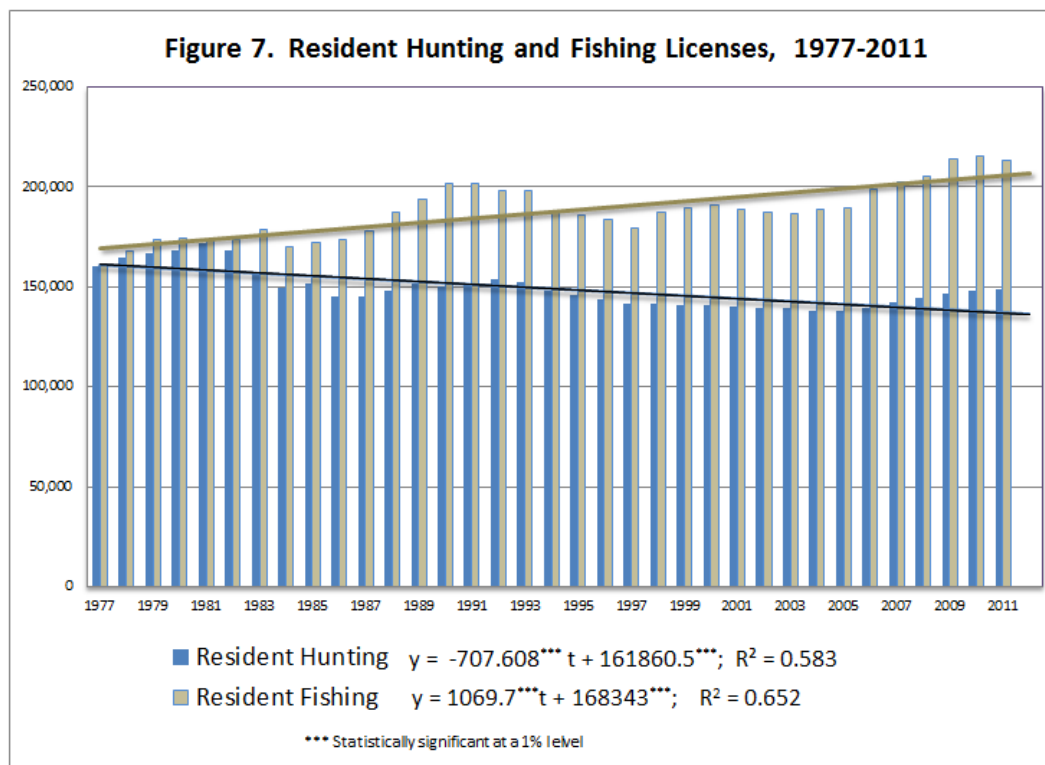 Figure 7. Resident Hunting and Fishing Licenses, 1977-2011
250,000
200,000
150,000
100,000
50,000
0
1977 1979 1981 1983 1985 1987 1989 1991 1993 1995 1997 1999 2001 2003 2005 2007 2009 2011
Resident Hunting y = -707.608*** t + 161860.5***; R² = 0.583
Resident Fishing y = 1069.7***t + 168343***; R² = 0.652
*** Statistically significant at a 1% level